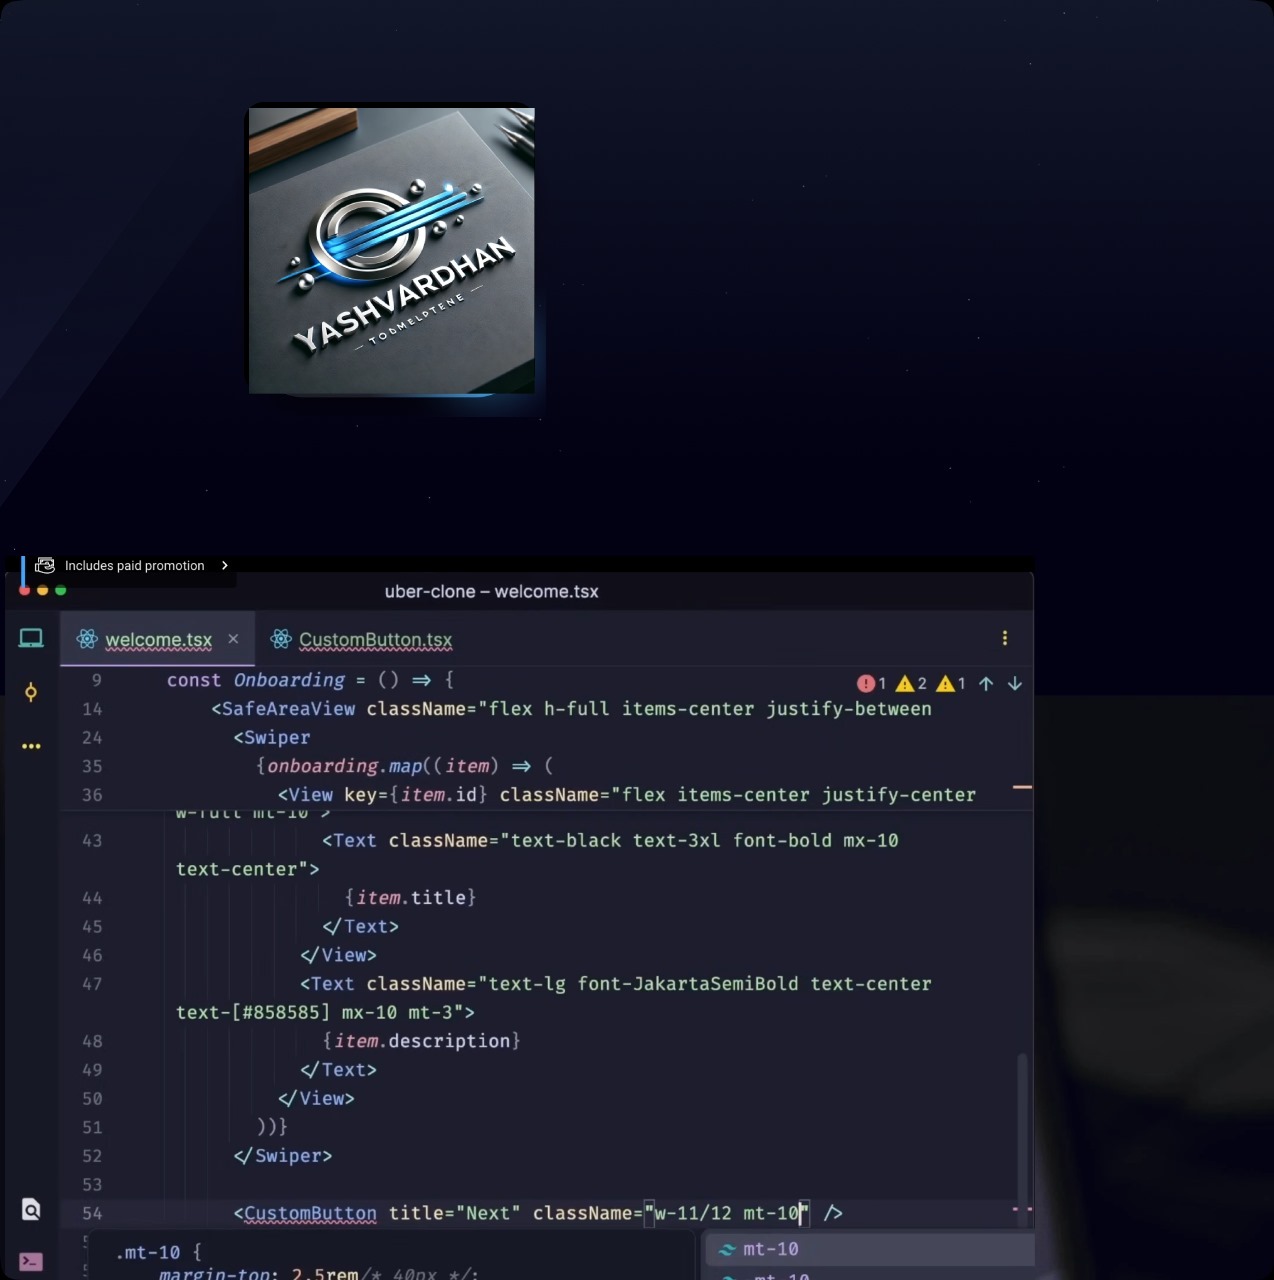 YASHVARDHAN
— TODMELPTENE —
Includes paid promotion
uber-clone – welcome.tsx
welcome.tsx ×
CustomButton.tsx
9 const Onboarding = () => {
1 2 1
14 <SafeAreaView className="flex h-full items-center justify-between
24 <Swiper
35 {onboarding.map((item) => (
36 <View key={item.id} className="flex items-center justify-center
w-full mt-10">
43 <Text className="text-black text-3xl font-bold mx-10
text-center">
44 {item.title}
45 </Text>
46 </View>
47 <Text className="text-lg font-JakartaSemiBold text-center
text-[#858585] mx-10 mt-3">
48 {item.description}
49 </Text>
50 </View>
51 ))}
52 </Swiper>
53
54 <CustomButton title="Next" className="w-11/12 mt-10" />
.mt-10 {
mt-10
margin-top: 2.5rem/* 40px */;
-mt-10